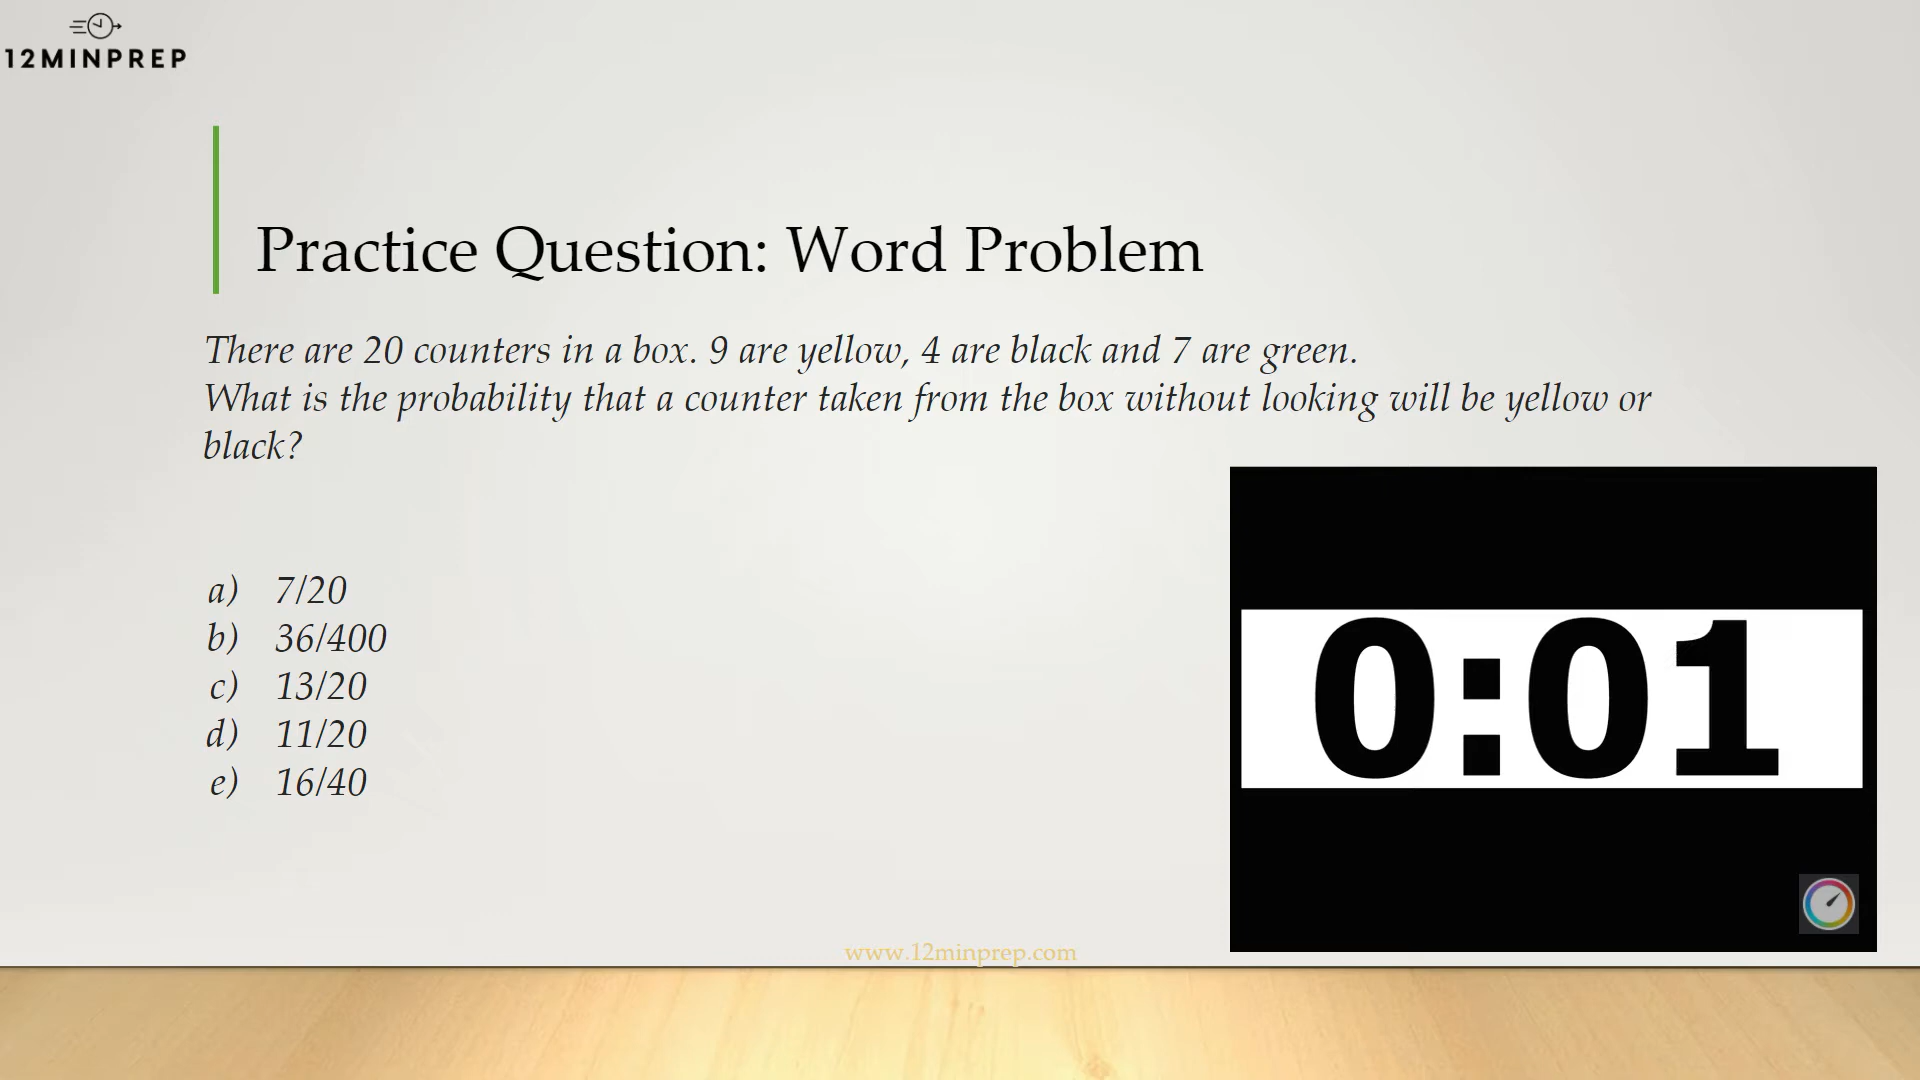 12MINPREP
Practice Question: Word Problem
There are 20 counters in a box. 9 are yellow, 4 are black and 7 are green.
What is the probability that a counter taken from the box without looking will be yellow or
black?
a) 7/20
b) 36/400
c) 13/20
d) 11/20
e) 16/40
0:01
www.12minprep.com